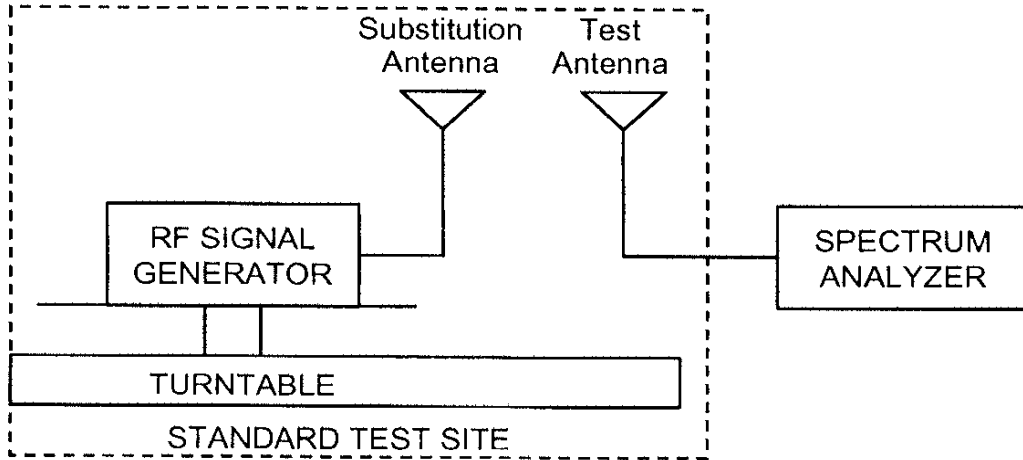 Substitution
Antenna
Test
Antenna
RF SIGNAL
GENERATOR
SPECTRUM
ANALYZER
TURNTABLE
STANDARD TEST SITE